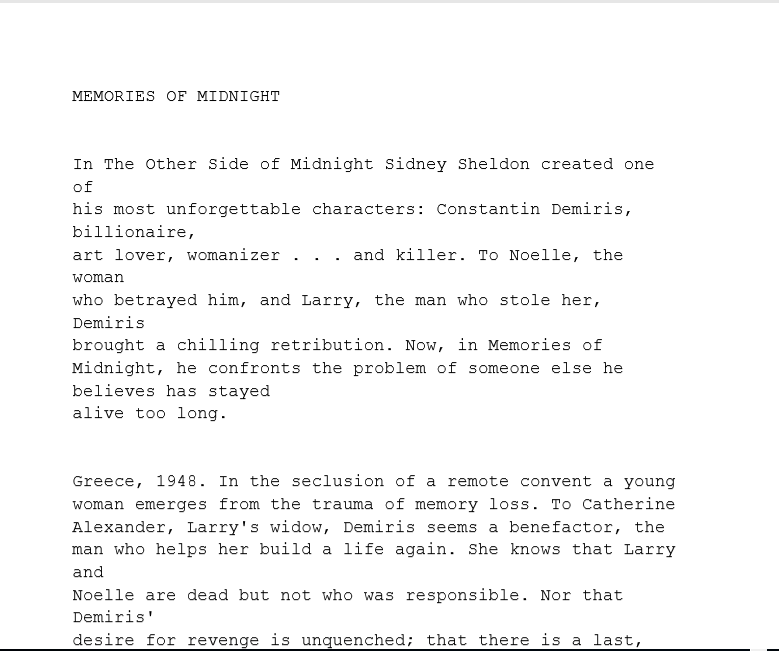 MEMORIES OF MIDNIGHT
In The Other Side of Midnight Sidney Sheldon created one
of
his most unforgettable characters: Constantin Demiris,
billionaire,
art lover, womanizer . . . and killer. To Noelle, the
woman
who betrayed him, and Larry, the man who stole her,
Demiris
brought a chilling retribution. Now, in Memories of
Midnight, he confronts the problem of someone else he
believes has stayed
alive too long.
Greece, 1948. In the seclusion of a remote convent a young
woman emerges from the trauma of memory loss. To Catherine
Alexander, Larry's widow, Demiris seems a benefactor, the
man who helps her build a life again. She knows that Larry
and
Noelle are dead but not who was responsible. Nor that
Demiris'
desire for revenge is unquenched; that there is a last,